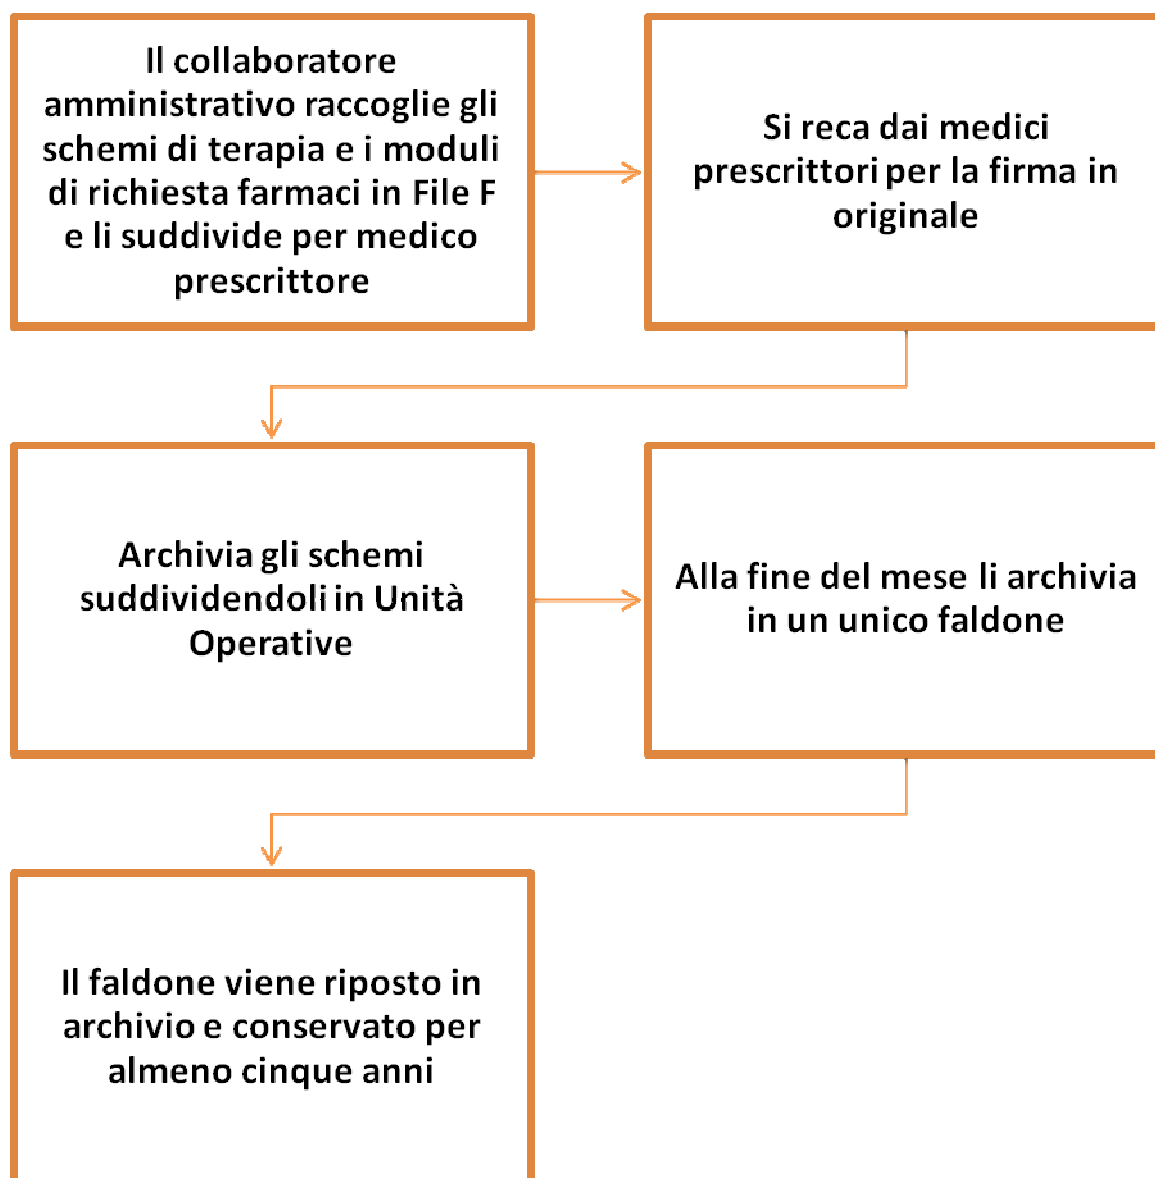 Il collaboratore
amministrativo raccoglie gli
schemi di terapia e i moduli
di richiesta farmaci in File F
e li suddivide per medico
prescrittore
Si reca dai medici
prescrittori per la firma in
originale
Archivia gli schemi
suddividendoli in Unità
Operative
Alla fine del mese li archivia
in un unico faldone
Il faldone viene riposto in
archivio e conservato per
almeno cinque anni